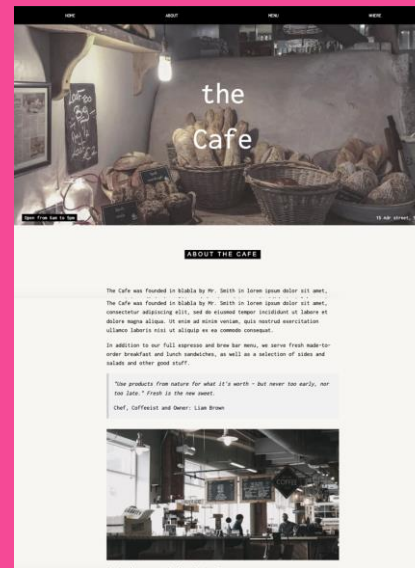 HOME ABOUT MENU WHERE
the
Cafe
Open from 6am to 5pm
15 Adr street,
ABOUT THE CAFE
The Cafe was founded in blabla by Mr. Smith in lorem ipsum dolor sit amet,
The Cafe was founded in blabla by Mr. Smith in lorem ipsum dolor sit amet,
consectetur adipiscing elit, sed do eiusmod tempor incididunt ut labore et
dolore magna aliqua. Ut enim ad minim veniam, quis nostrud exercitation
ullamco laboris nisi ut aliquip ex ea commodo consequat.
In addition to our full espresso and brew bar menu, we serve fresh made-to-
order breakfast and lunch sandwiches, as well as a selection of sides and
salads and other good stuff.
"Use products from nature for what it's worth - but never too early, nor
too late." Fresh is the new sweet.
Chef, Coffeeist and Owner: Liam Brown
COFFEE